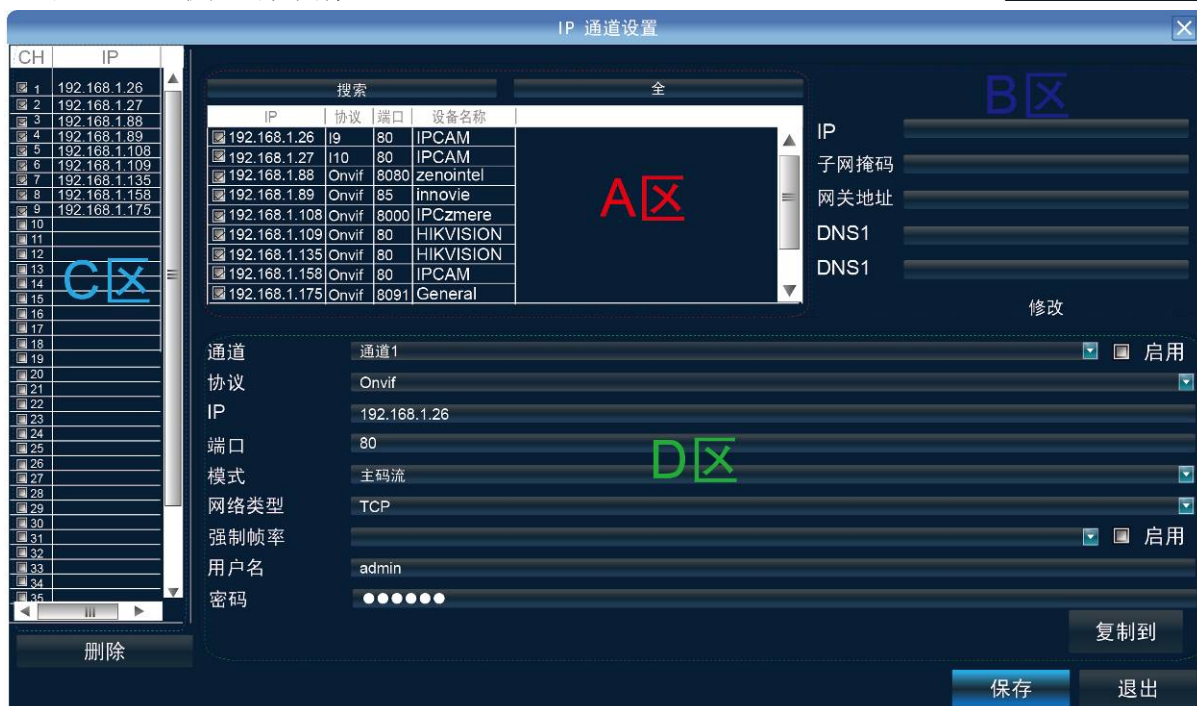 IP 通道设置
CH IP
1 192.168.1.26
2 192.168.1.27
3 192.168.1.88
4 192.168.1.89
5 192.168.1.108
6 192.168.1.109
7 192.168.1.135
8 192.168.1.158
9 192.168.1.175
10
11
12
13
14
15
16
17
18
19
20
21
22
23
24
25
26
27
28
29
30
31
32
33
34
35
C区
删除
搜索 全
IP 协议 端口 设备名称
192.168.1.26 I9 80 IPCAM
192.168.1.27 I10 80 IPCAM
192.168.1.88 Onvif 8080 zenointel
192.168.1.89 Onvif 85 innovie
192.168.1.108 Onvif 8000 IPCzmere
192.168.1.109 Onvif 80 HIKVISION
192.168.1.135 Onvif 80 HIKVISION
192.168.1.158 Onvif 80 IPCAM
192.168.1.175 Onvif 8091 General
A区
B区
IP
子网掩码
网关地址
DNS1
DNS1
修改
通道 通道1 启用
协议 Onvif
IP 192.168.1.26
端口 80
D区
模式 主码流
网络类型 TCP
强制帧率 启用
用户名 admin
密码 ●●●●●●
复制到
保存 退出